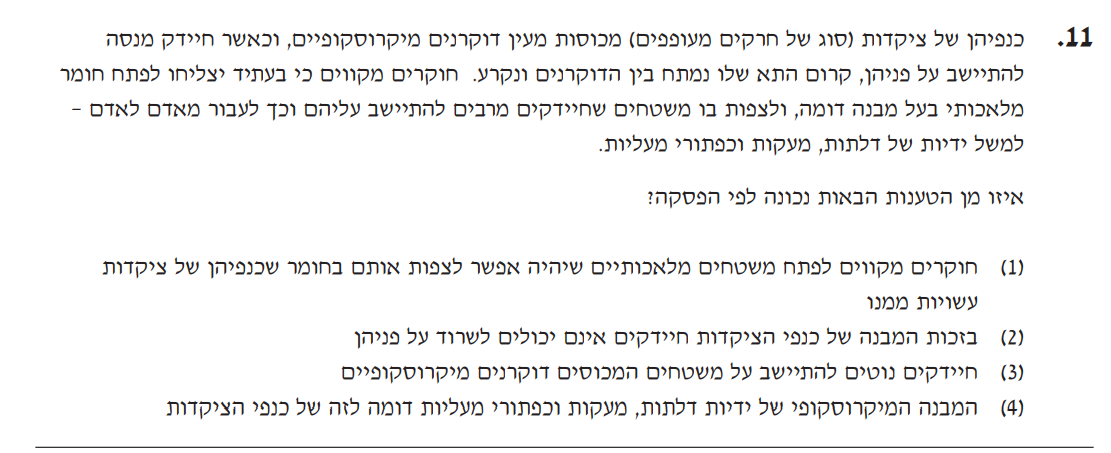 11. כנפיהן של ציקדות (סוג של חרקים מעופפים) מכוסות מעין דוקרנים מיקרוסקופיים, וכאשר חיידק מנסה
להתיישב על פניהן, קרום התא שלו נמתח בין הדוקרנים ונקרע. חוקרים מקווים כי בעתיד יצליחו לפתח חומר
מלאכותי בעל מבנה דומה, ולצפות בו משטחים שחיידקים מרבים להתיישב עליהם וכך לעבור מאדם לאדם –
למשל ידיות של דלתות, מעקות וכפתורי מעליות.
איזו מן הטענות הבאות נכונה לפי הפסקה?
(1) חוקרים מקווים לפתח משטחים מלאכותיים שיהיה אפשר לצפות אותם בחומר שכנפיהן של ציקדות
עשויות ממנו
(2) בזכות המבנה של כנפי הציקדות חיידקים אינם יכולים לשרוד על פניהן
(3) חיידקים נוטים להתיישב על משטחים המכוסים דוקרנים מיקרוסקופיים
(4) המבנה המיקרוסקופי של ידיות דלתות, מעקות וכפתורי מעליות דומה לזה של כנפי הציקדות